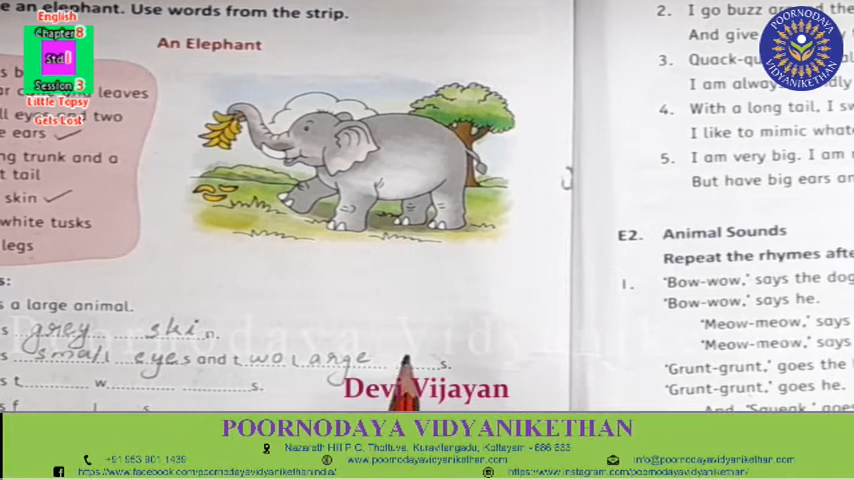 English
Chapter 8
Std I
Session 3
Little Topsy
Gets Lost
e an elephant. Use words from the strip.
An Elephant
and leaves
and two
e ears
ng trunk and a
t tail
skin
white tusks
legs
s:
s a large animal.
s grey skin.
s small eyes and two large s.
s t w s.
s f l s
Devi Vijayan
2. I go buzz the
And give
3. Quack-qu
I am alway
4. With a long tail, I sw
I like to mimic what
5. I am very big. I am
But have big ears an
E2. Animal Sounds
Repeat the rhymes afte
1. 'Bow-wow,' says the dog
'Bow-wow,' says he.
'Meow-meow,' says
'Meow-meow,' says
'Grunt-grunt,' goes the
'Grunt-grunt,' goes he.
And 'Squeak,' goes
POORNODAYA VIDYANIKETHAN
POORNODAYA VIDYANIKETHAN
Nazarath Hill P.O, Thottuva, Kuravilangadu, Kottayam - 686 633
+91 953 901 1439
www.poornodayavidyanikethan.com
info@poornodayavidyanikethan.com
https://www.facebook.com/poornodayavidyanikethanindia/
https://www.instagram.com/poornodayavidyanikethan/